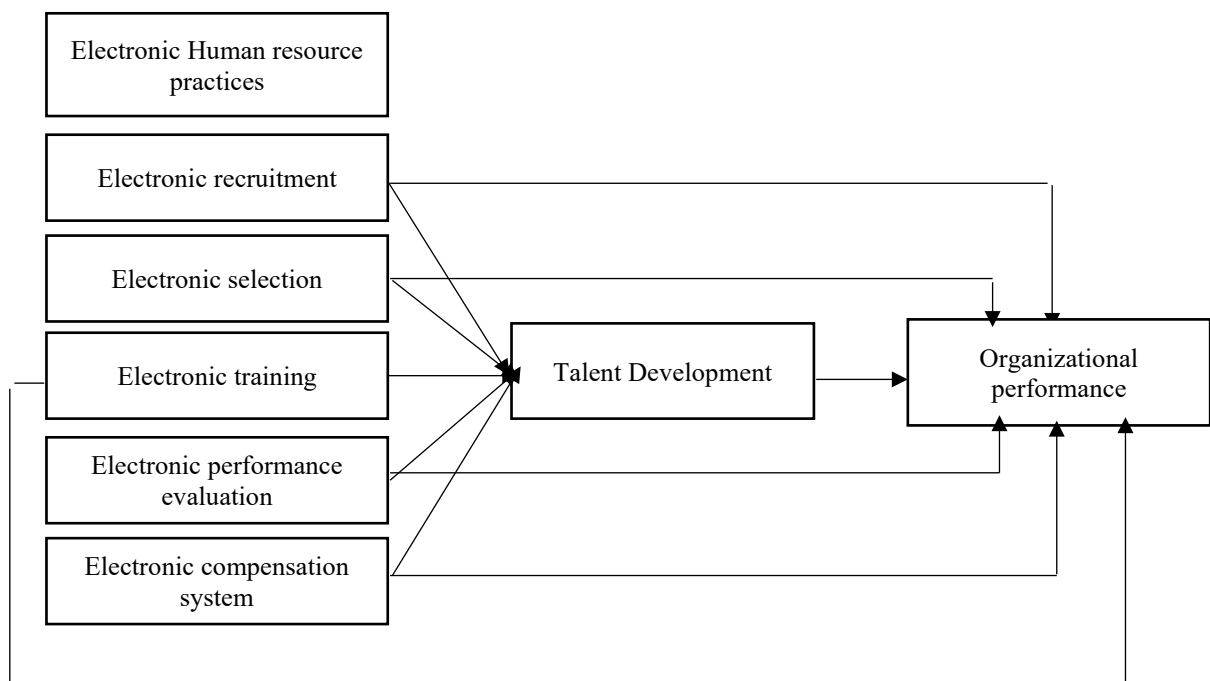 Electronic Human resource
practices
Electronic recruitment
Electronic selection
Electronic training
Electronic performance
evaluation
Electronic compensation
system
Talent Development
Organizational
performance